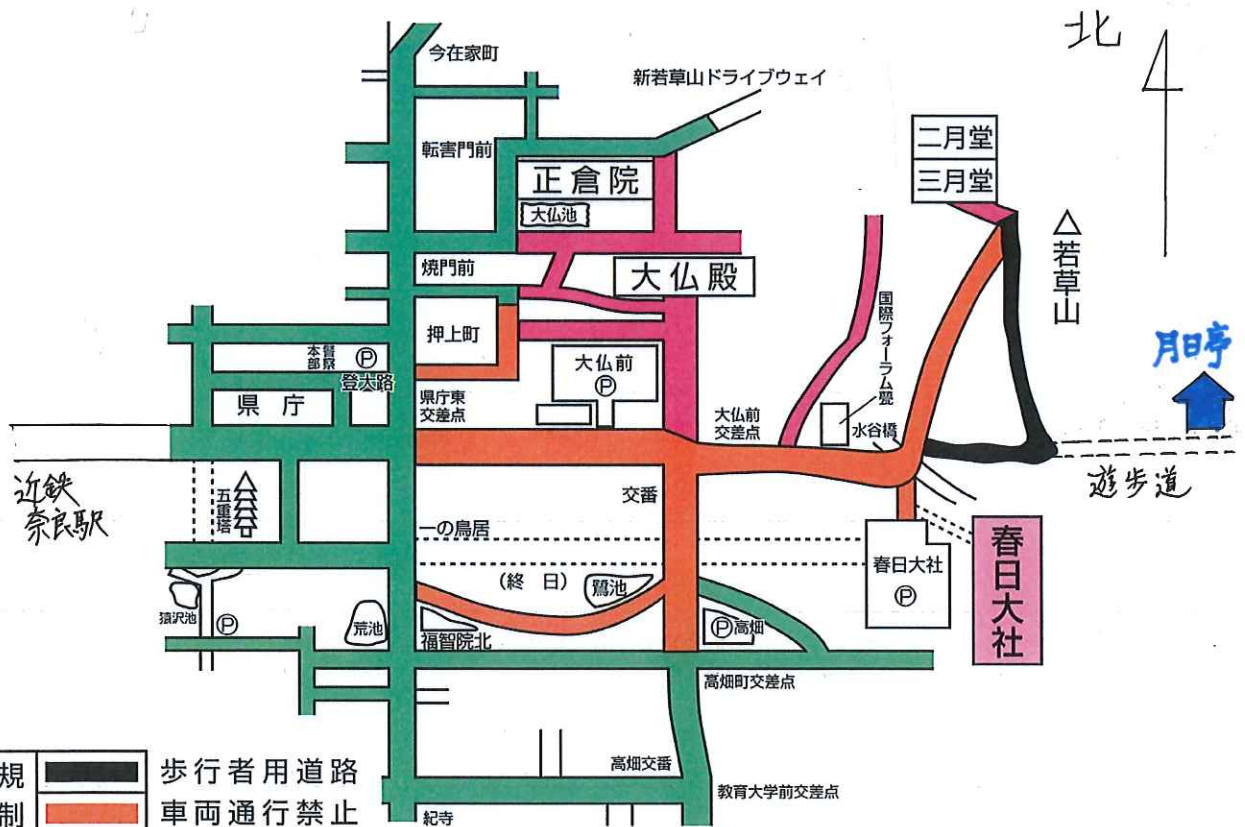 北
今在家町
新若草山ドライブウェイ
転害門前
正倉院
大仏池
二月堂
三月堂
△若草山
焼門前
大仏殿
国際フォーラム甍
月日亭
押上町
警察
本部
P
登大路
大仏前
P
県庁
県庁東
交差点
大仏前
交差点
水谷橋
近鉄
奈良駅
五重塔
交番
遊歩道
一の鳥居
春日大社
P
春日大社
(終 日)
鷺池
猿沢池
P
荒池
福智院北
P高畑
高畑町交差点
規
制
歩行者用道路
車両通行禁止
高畑交番
教育大学前交差点
紀寺